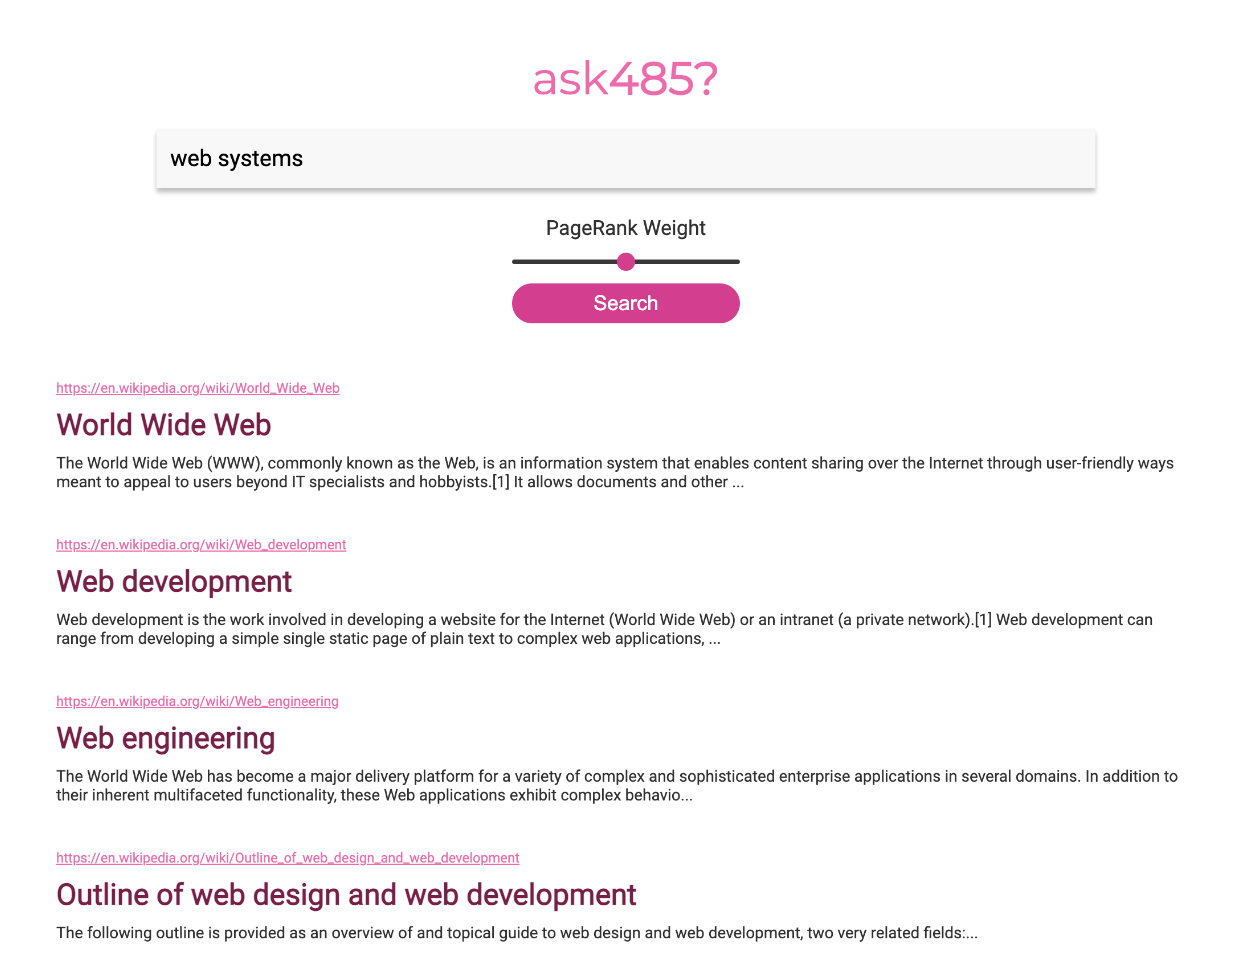 ask485?
web systems
PageRank Weight
Search
https://en.wikipedia.org/wiki/World_Wide_Web
World Wide Web
The World Wide Web (WWW), commonly known as the Web, is an information system that enables content sharing over the Internet through user-friendly ways
meant to appeal to users beyond IT specialists and hobbyists.[1] It allows documents and other ...
https://en.wikipedia.org/wiki/Web_development
Web development
Web development is the work involved in developing a website for the Internet (World Wide Web) or an intranet (a private network).[1] Web development can
range from developing a simple single static page of plain text to complex web applications, ...
https://en.wikipedia.org/wiki/Web_engineering
Web engineering
The World Wide Web has become a major delivery platform for a variety of complex and sophisticated enterprise applications in several domains. In addition to
their inherent multifaceted functionality, these Web applications exhibit complex behavio...
https://en.wikipedia.org/wiki/Outline_of_web_design_and_web_development
Outline of web design and web development
The following outline is provided as an overview of and topical guide to web design and web development, two very related fields:...